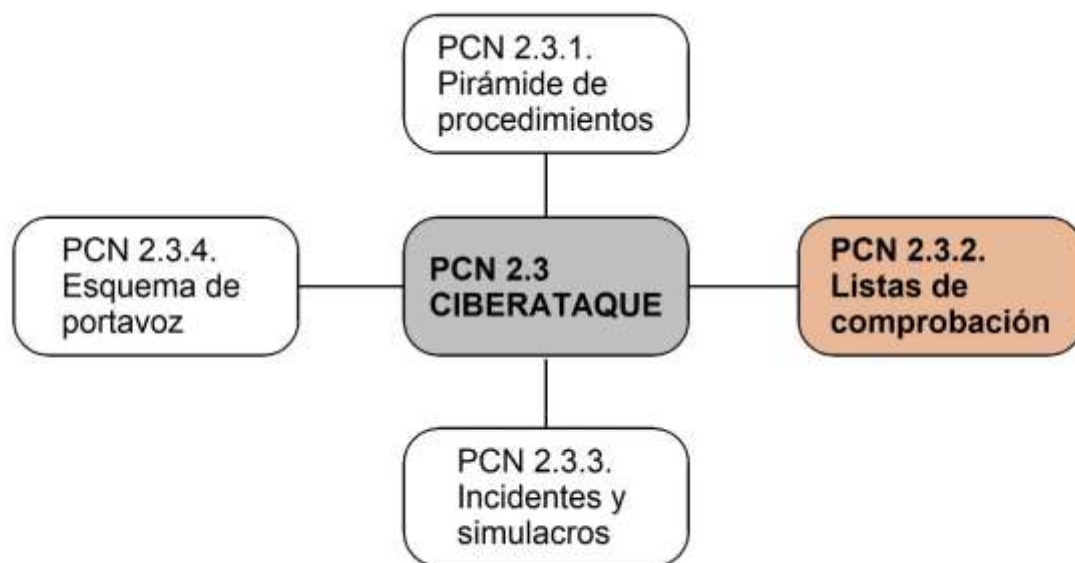 PCN 2.3.1.
Pirámide de
procedimientos
PCN 2.3.4.
Esquema de
portavoz
PCN 2.3
CIBERATAQUE
PCN 2.3.2.
Listas de
comprobación
PCN 2.3.3.
Incidentes y
simulacros